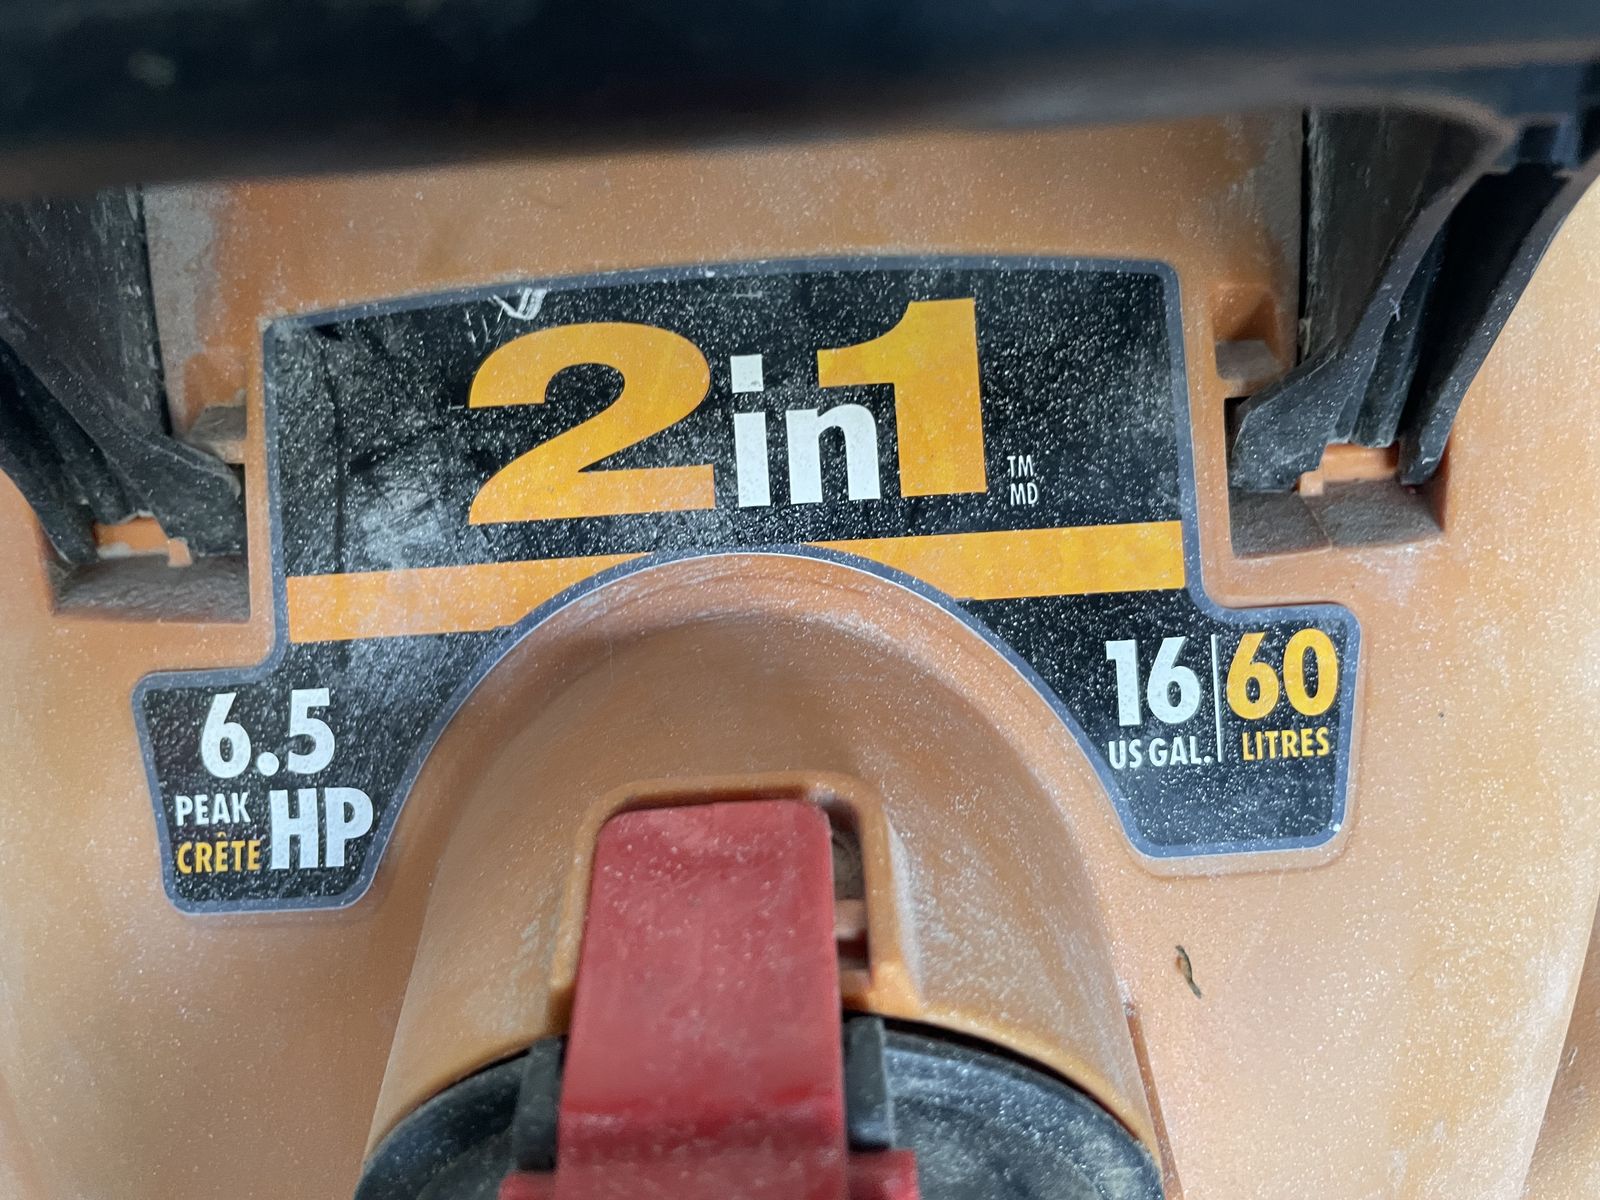 2in1
TM
MD
6.5
PEAK
CRÊTE
HP
16
US GAL.
60
LITRES